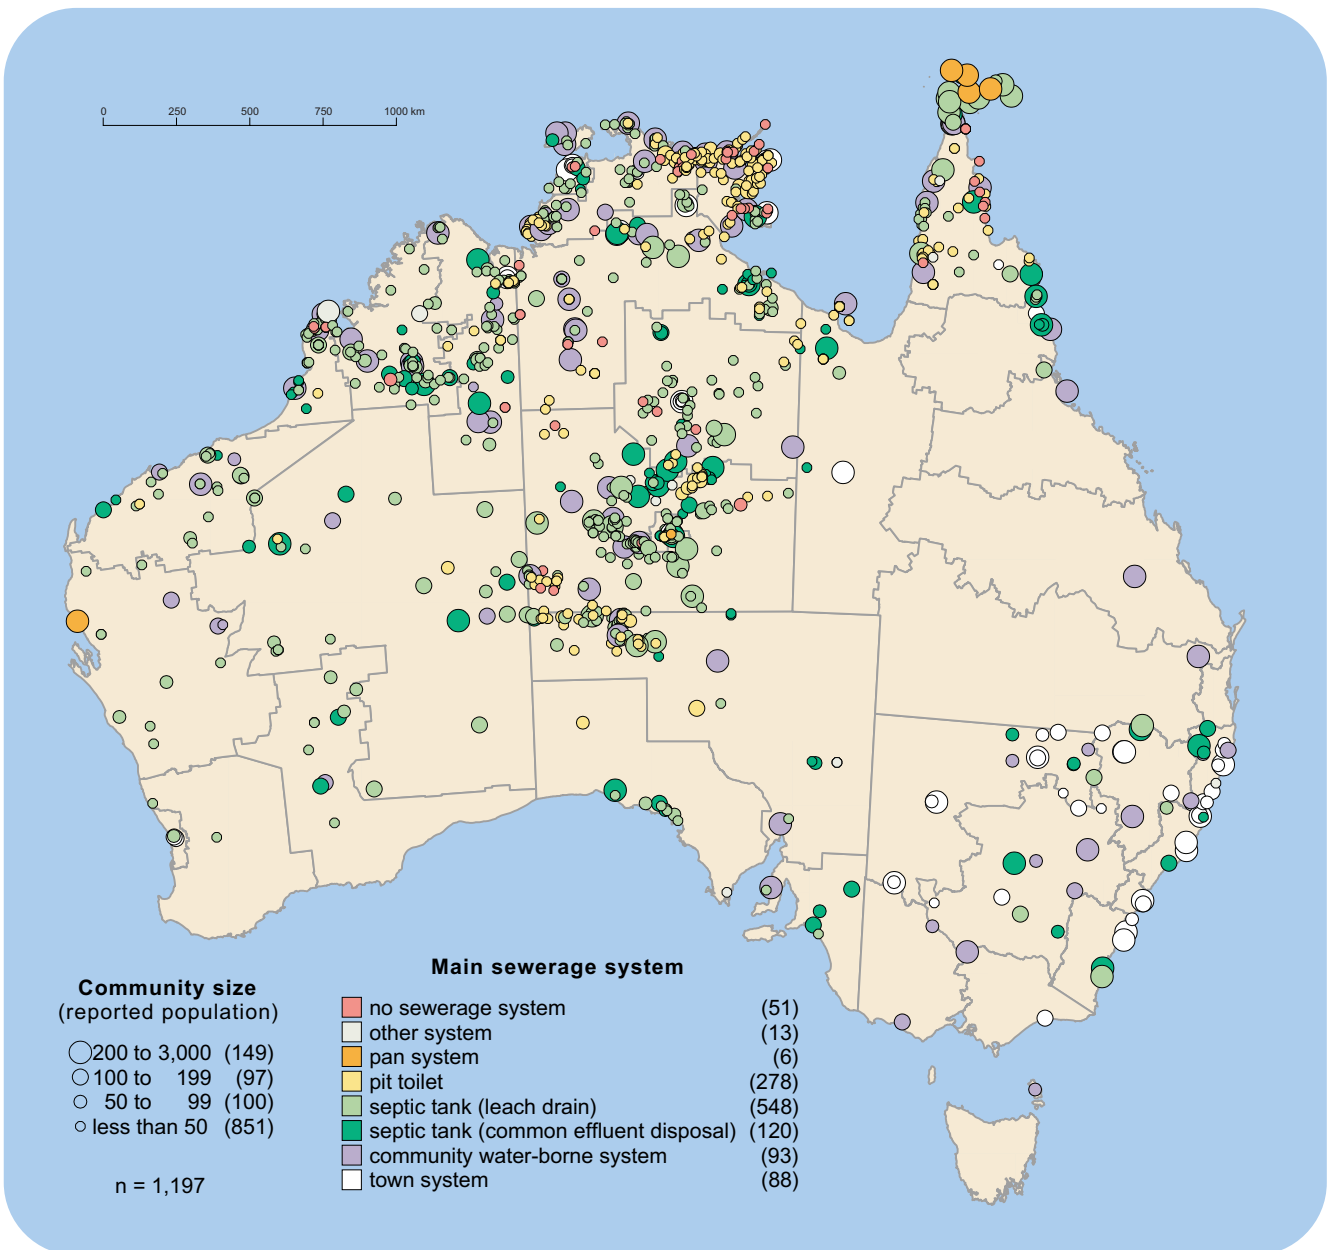 0 250 500 750 1000 km
Main sewerage system
no sewerage system (51)
other system (13)
pan system (6)
pit toilet (278)
septic tank (leach drain) (548)
septic tank (common effluent disposal) (120)
community water-borne system (93)
town system (88)
Community size
(reported population)
200 to 3,000 (149)
100 to 199 (97)
50 to 99 (100)
less than 50 (851)
n = 1,197